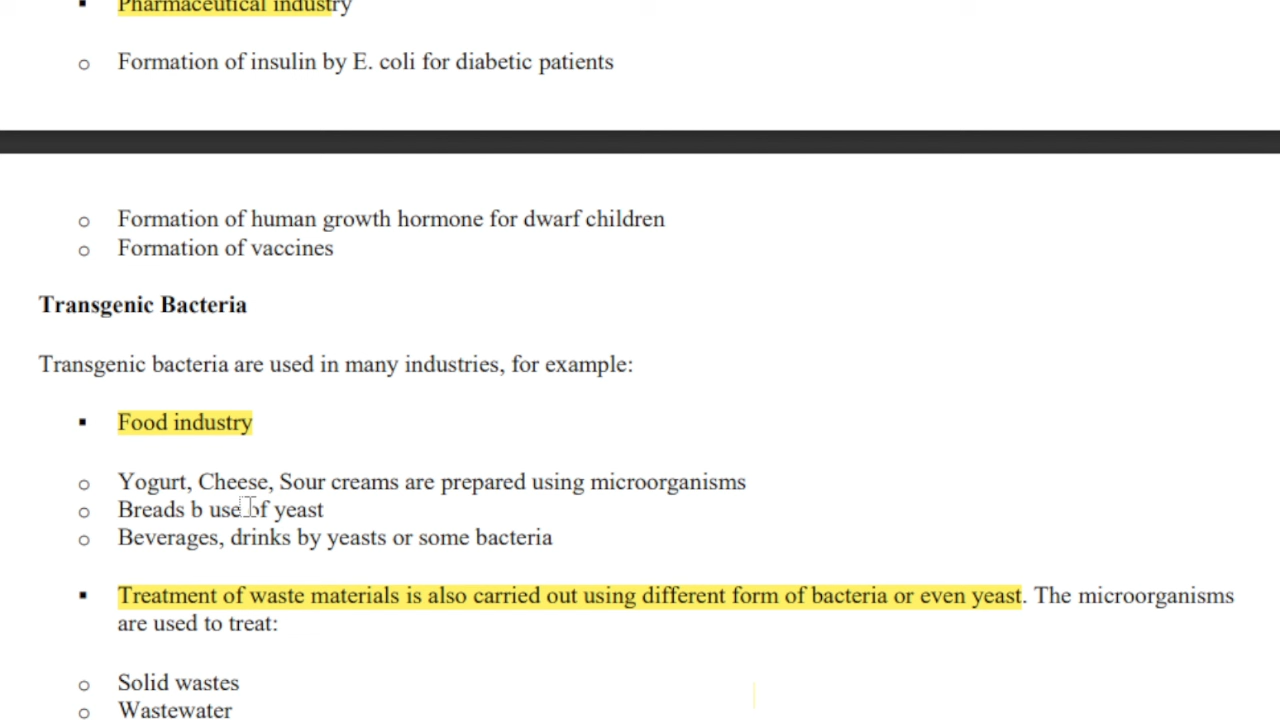 ▪ Pharmaceutical industry
o Formation of insulin by E. coli for diabetic patients
o Formation of human growth hormone for dwarf children
o Formation of vaccines
Transgenic Bacteria
Transgenic bacteria are used in many industries, for example:
▪ Food industry
o Yogurt, Cheese, Sour creams are prepared using microorganisms
o Breads b use of yeast
o Beverages, drinks by yeasts or some bacteria
▪ Treatment of waste materials is also carried out using different form of bacteria or even yeast. The microorganisms
are used to treat:
o Solid wastes
o Wastewater